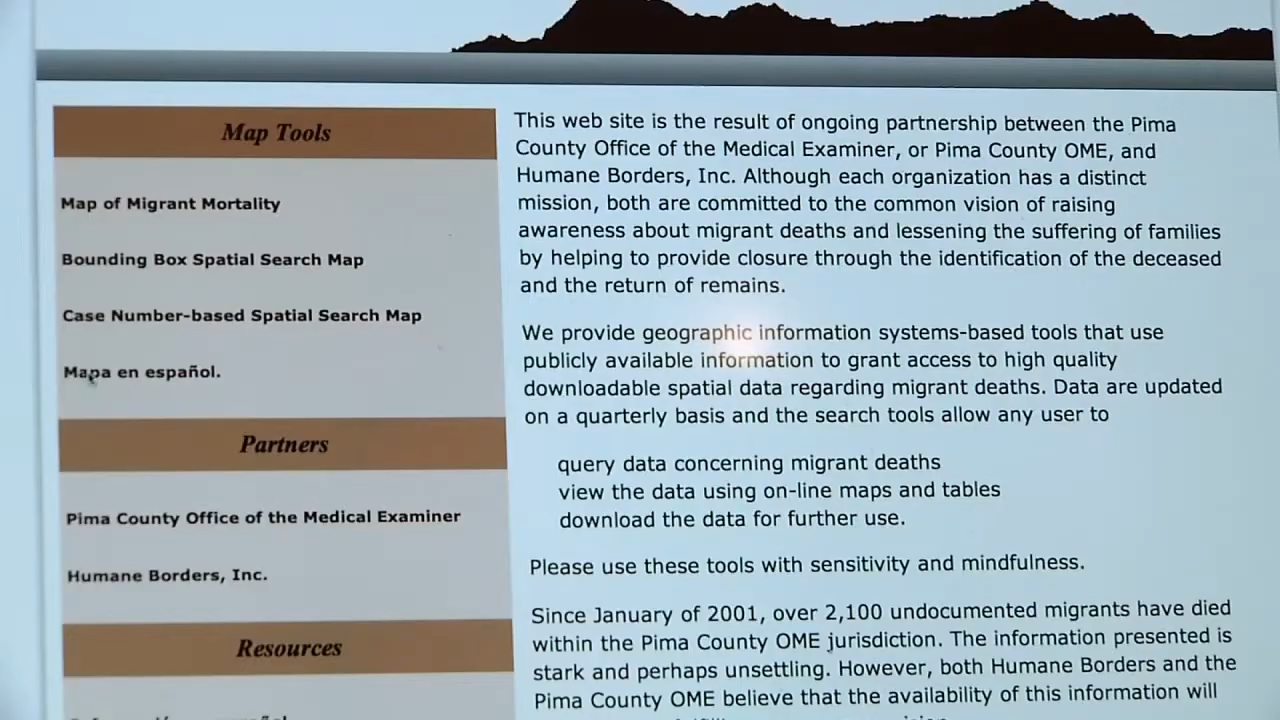 Map Tools
Map of Migrant Mortality
Bounding Box Spatial Search Map
Case Number-based Spatial Search Map
Mapa en español.
Partners
Pima County Office of the Medical Examiner
Humane Borders, Inc.
Resources
This web site is the result of ongoing partnership between the Pima
County Office of the Medical Examiner, or Pima County OME, and
Humane Borders, Inc. Although each organization has a distinct
mission, both are committed to the common vision of raising
awareness about migrant deaths and lessening the suffering of families
by helping to provide closure through the identification of the deceased
and the return of remains.
We provide geographic information systems-based tools that use
publicly available information to grant access to high quality
downloadable spatial data regarding migrant deaths. Data are updated
on a quarterly basis and the search tools allow any user to
query data concerning migrant deaths
view the data using on-line maps and tables
download the data for further use.
Please use these tools with sensitivity and mindfulness.
Since January of 2001, over 2,100 undocumented migrants have died
within the Pima County OME jurisdiction. The information presented is
stark and perhaps unsettling. However, both Humane Borders and the
Pima County OME believe that the availability of this information will